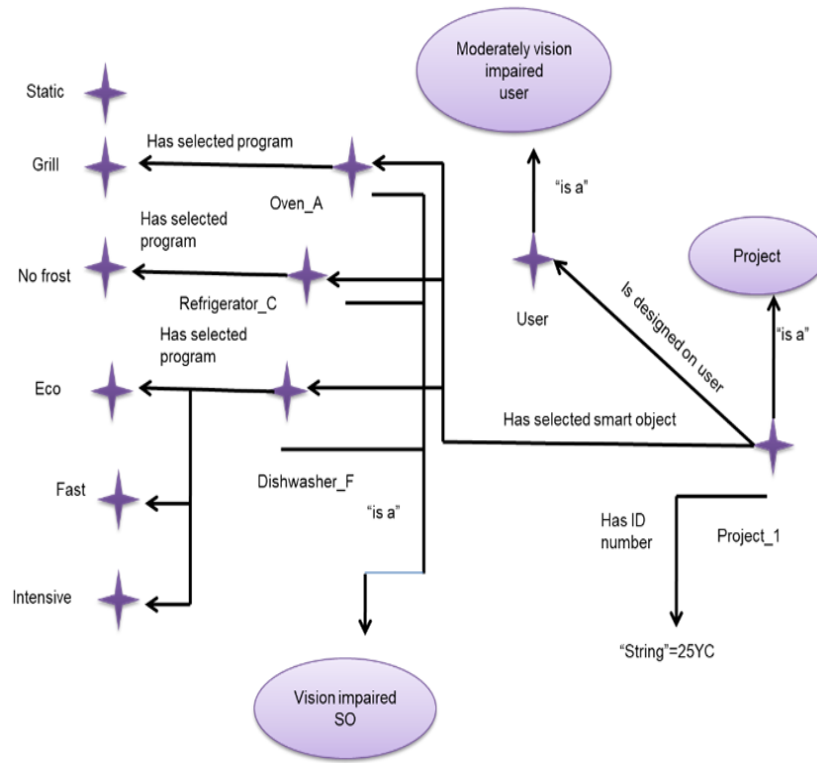 Moderately vision
impaired
user
Static
Has selected program
Grill
"is a"
Oven_A
Has selected
program
Project
No frost
Refrigerator_C
User
Is designed on user
"is a"
Has selected
program
Eco
Has selected smart object
Fast
Dishwasher_F
"is a"
Has ID
number
Project_1
Intensive
"String"=25YC
Vision impaired
SO